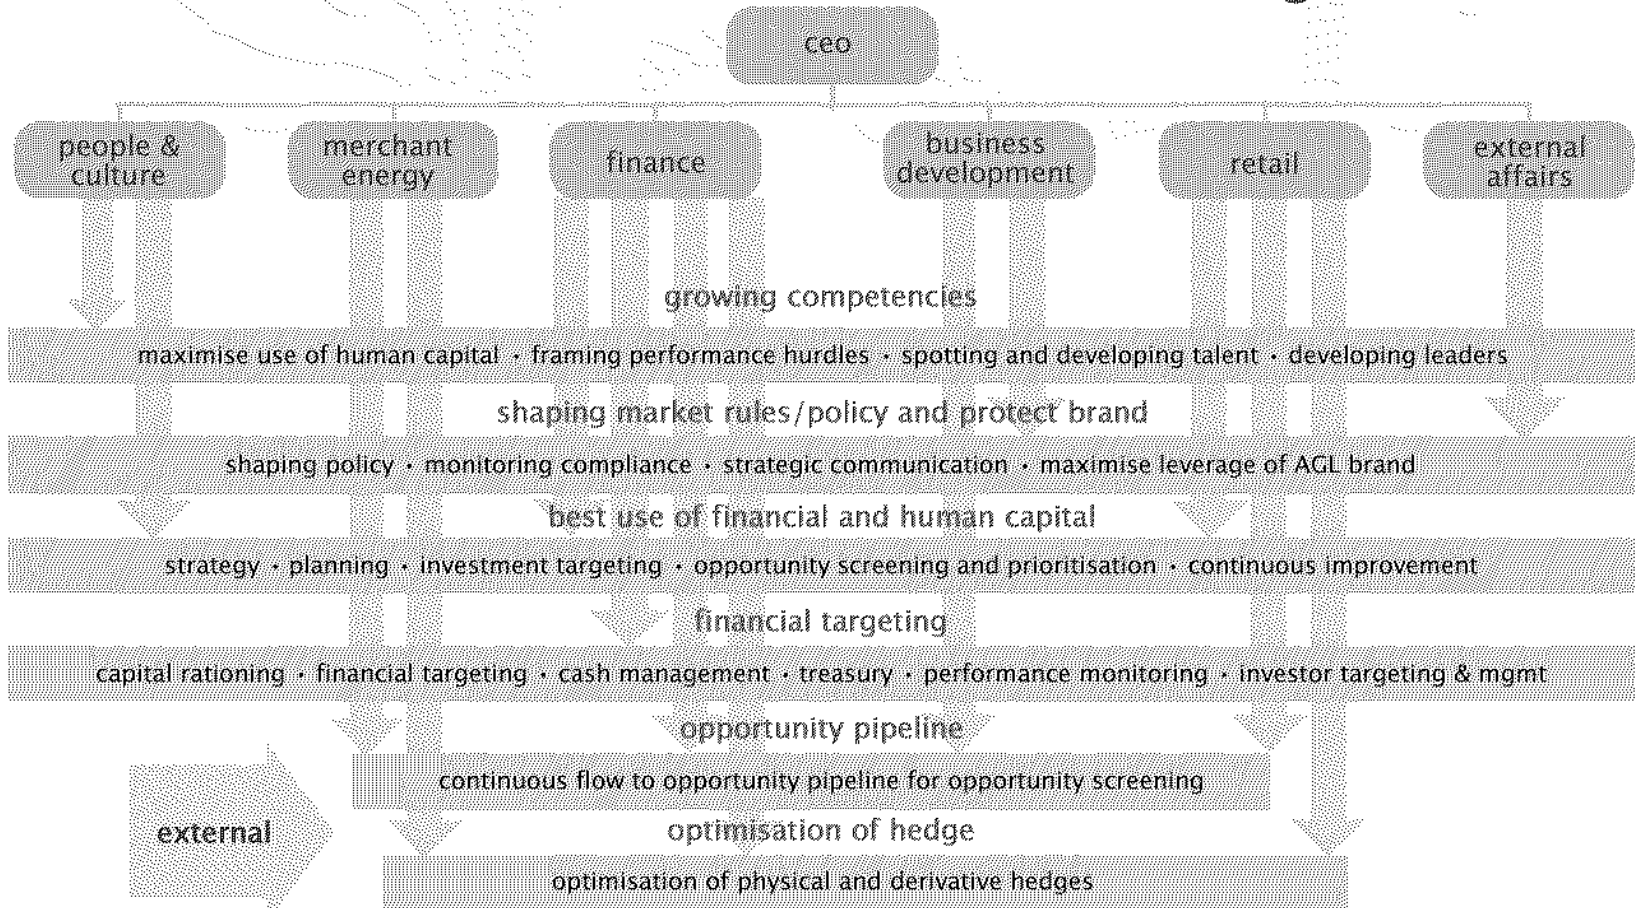 ceo
people &
culture
merchant
energy
finance
business
development
retail
external
affairs
growing competencies
maximise use of human capital · framing performance hurdles · spotting and developing talent · developing leaders
shaping market rules/policy and protect brand
shaping policy · monitoring compliance · strategic communication · maximise leverage of AGL brand
best use of financial and human capital
strategy · planning · investment targeting · opportunity screening and prioritisation · continuous improvement
financial targeting
capital rationing · financial targeting · cash management · treasury · performance monitoring · investor targeting & mgmt
opportunity pipeline
continuous flow to opportunity pipeline for opportunity screening
external
optimisation of hedge
optimisation of physical and derivative hedges